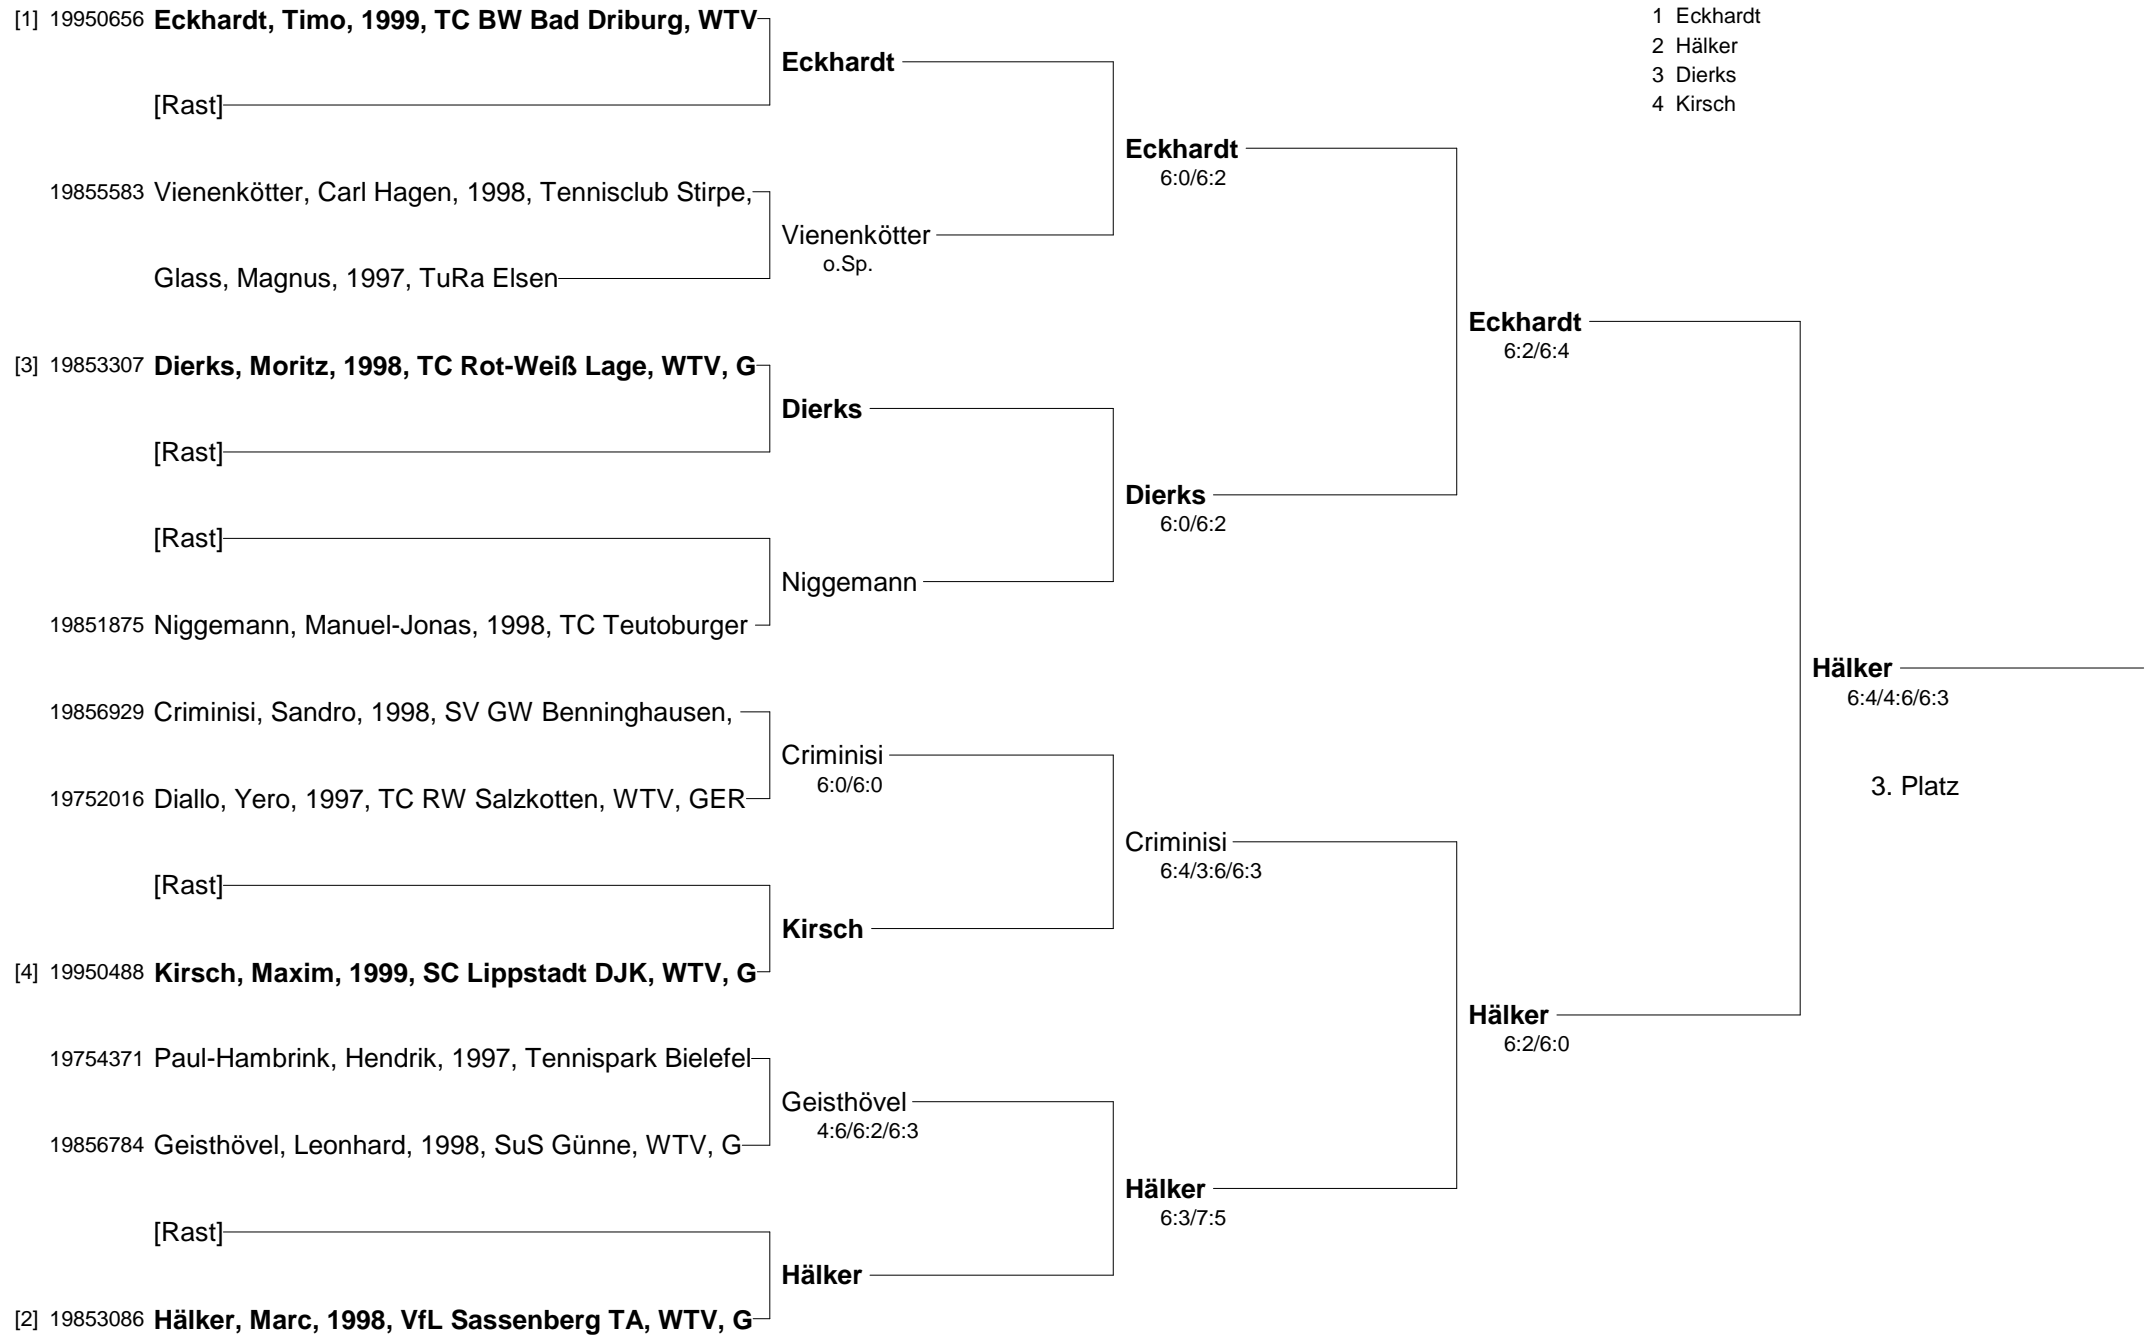 [1] 19950656 Eckhardt, Timo, 1999, TC BW Bad Driburg, WTV
[Rast]
19855583 Vienenkötter, Carl Hagen, 1998, Tennisclub Stirpe,
Glass, Magnus, 1997, TuRa Elsen
[3] 19853307 Dierks, Moritz, 1998, TC Rot-Weiß Lage, WTV, G
[Rast]
[Rast]
19851875 Niggemann, Manuel-Jonas, 1998, TC Teutoburger
19856929 Criminisi, Sandro, 1998, SV GW Benninghausen,
19752016 Diallo, Yero, 1997, TC RW Salzkotten, WTV, GER
[Rast]
[4] 19950488 Kirsch, Maxim, 1999, SC Lippstadt DJK, WTV, G
19754371 Paul-Hambrink, Hendrik, 1997, Tennispark Bielefel
19856784 Geisthövel, Leonhard, 1998, SuS Günne, WTV, G
[Rast]
[2] 19853086 Hälker, Marc, 1998, VfL Sassenberg TA, WTV, G
Eckhardt
Vienenkötter
o.Sp.
Dierks
Niggemann
Criminisi
6:0/6:0
Kirsch
Geisthövel
4:6/6:2/6:3
Hälker
Eckhardt
6:0/6:2
Dierks
6:0/6:2
Criminisi
6:4/3:6/6:3
Hälker
6:3/7:5
Eckhardt
6:2/6:4
Hälker
6:2/6:0
Hälker
6:4/4:6/6:3
3. Platz
1 Eckhardt
2 Hälker
3 Dierks
4 Kirsch